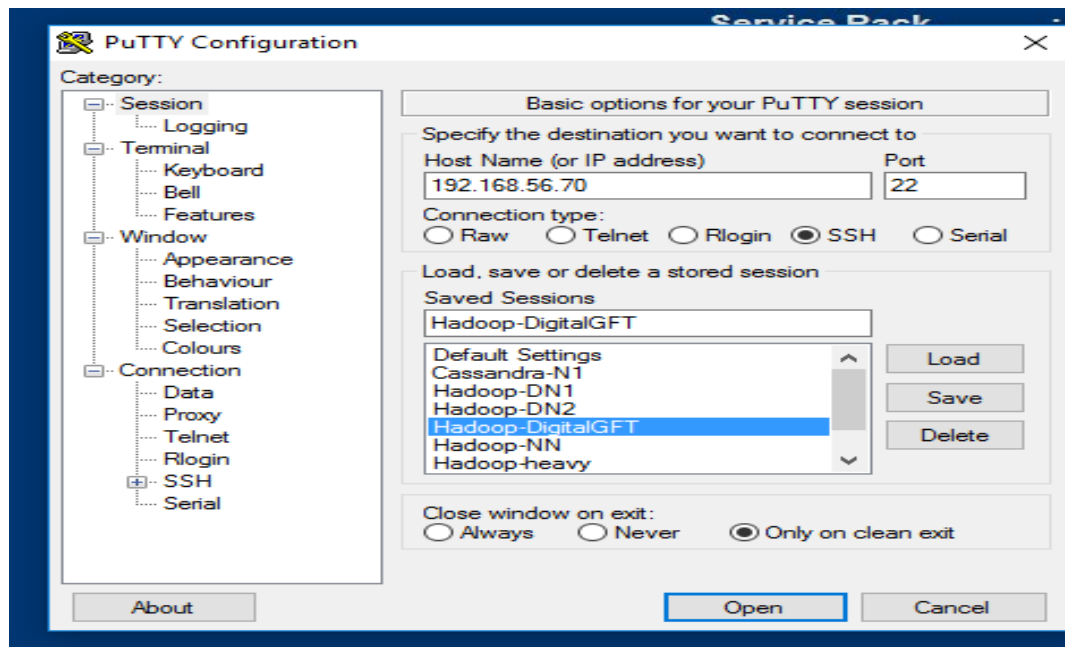 Service Pack :
PuTTY Configuration
Category:
Session
Logging
Terminal
Keyboard
Bell
Features
Window
Appearance
Behaviour
Translation
Selection
Colours
Connection
Data
Proxy
Telnet
Rlogin
SSH
Serial
Basic options for your PuTTY session
Specify the destination you want to connect to
Host Name (or IP address) Port
192.168.56.70 22
Connection type:
Raw Telnet Rlogin SSH Serial
Load, save or delete a stored session
Saved Sessions
Hadoop-DigitalGFT
Default Settings
Cassandra-N1
Hadoop-DN1
Hadoop-DN2
Hadoop-DigitalGFT
Hadoop-NN
Hadoop-heavy
Load
Save
Delete
Close window on exit:
Always Never Only on clean exit
About Open Cancel